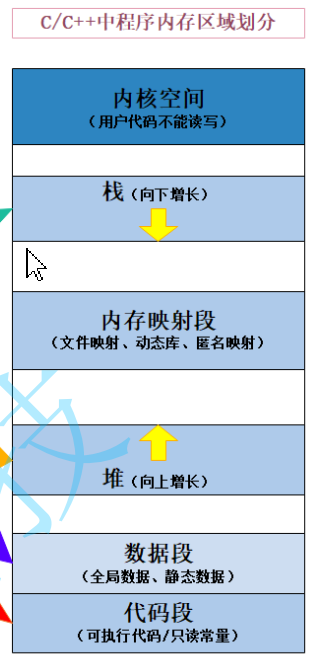 C/C++中程序内存区域划分
内核空间
（用户代码不能读写）
栈（向下增长）
内存映射段
（文件映射、动态库、匿名映射）
堆（向上增长）
数据段
（全局数据、静态数据）
代码段
（可执行代码/只读常量）
技